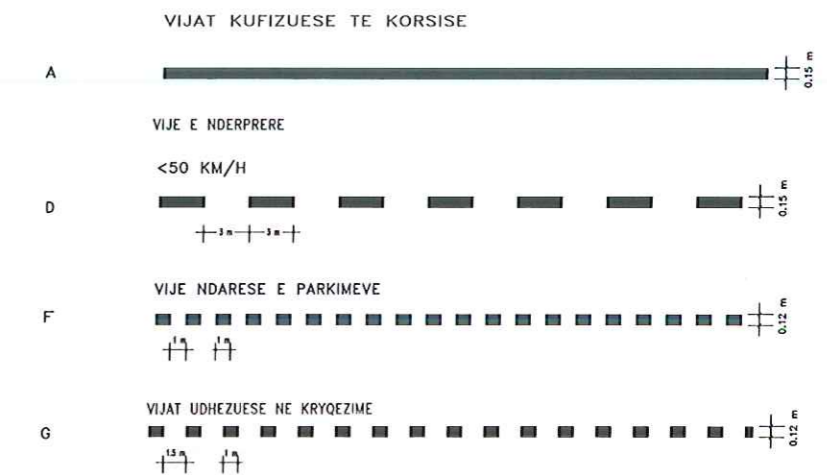 VIJAT KUFIZUESE TE KORSISE
A
E
0.15
VIJE E NDERPRERE
<50 KM/H
D
E
0.15
3 m
3 m
VIJE NDARESE E PARKIMEVE
F
E
0.12
1 m
1 m
VIJAT UDHEZUESE NE KRYQEZIME
G
E
0.12
1.5 m
1 m